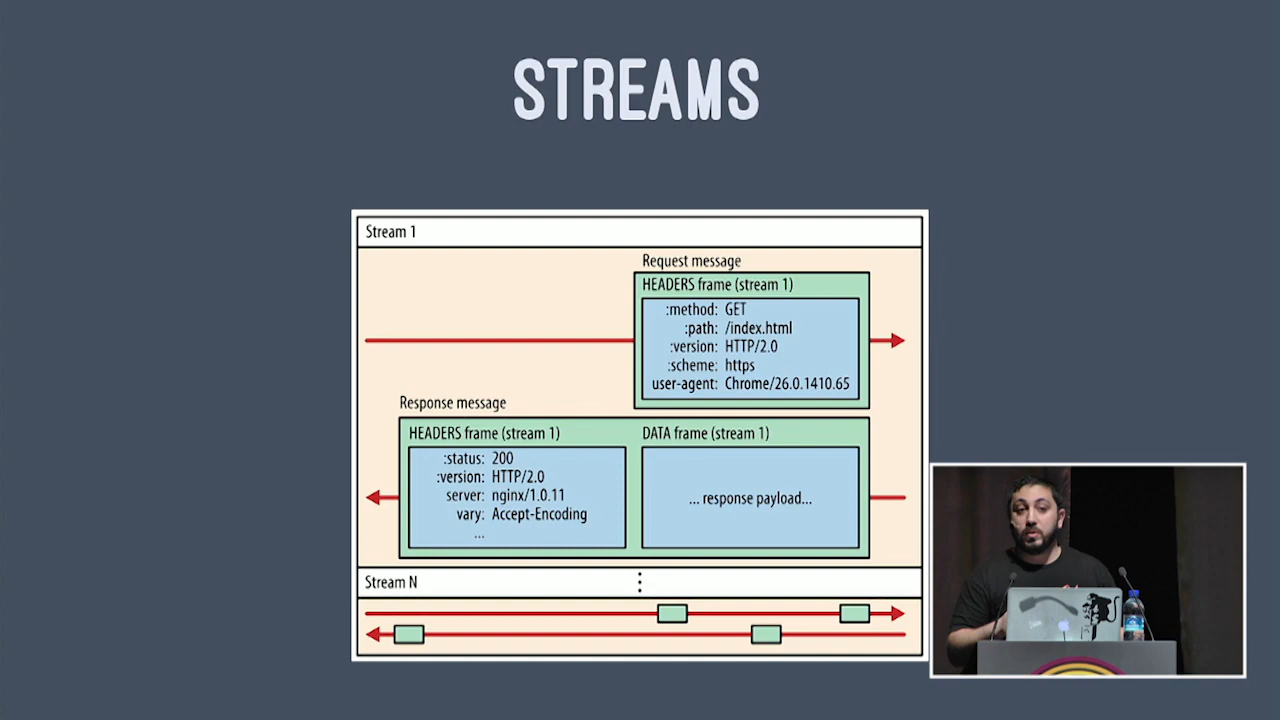 STREAMS
Stream 1
Request message
HEADERS frame (stream 1)
:method: GET
:path: /index.html
:version: HTTP/2.0
:scheme: https
user-agent: Chrome/26.0.1410.65
Response message
HEADERS frame (stream 1)
:status: 200
:version: HTTP/2.0
server: nginx/1.0.11
vary: Accept-Encoding
...
DATA frame (stream 1)
... response payload...
Stream N